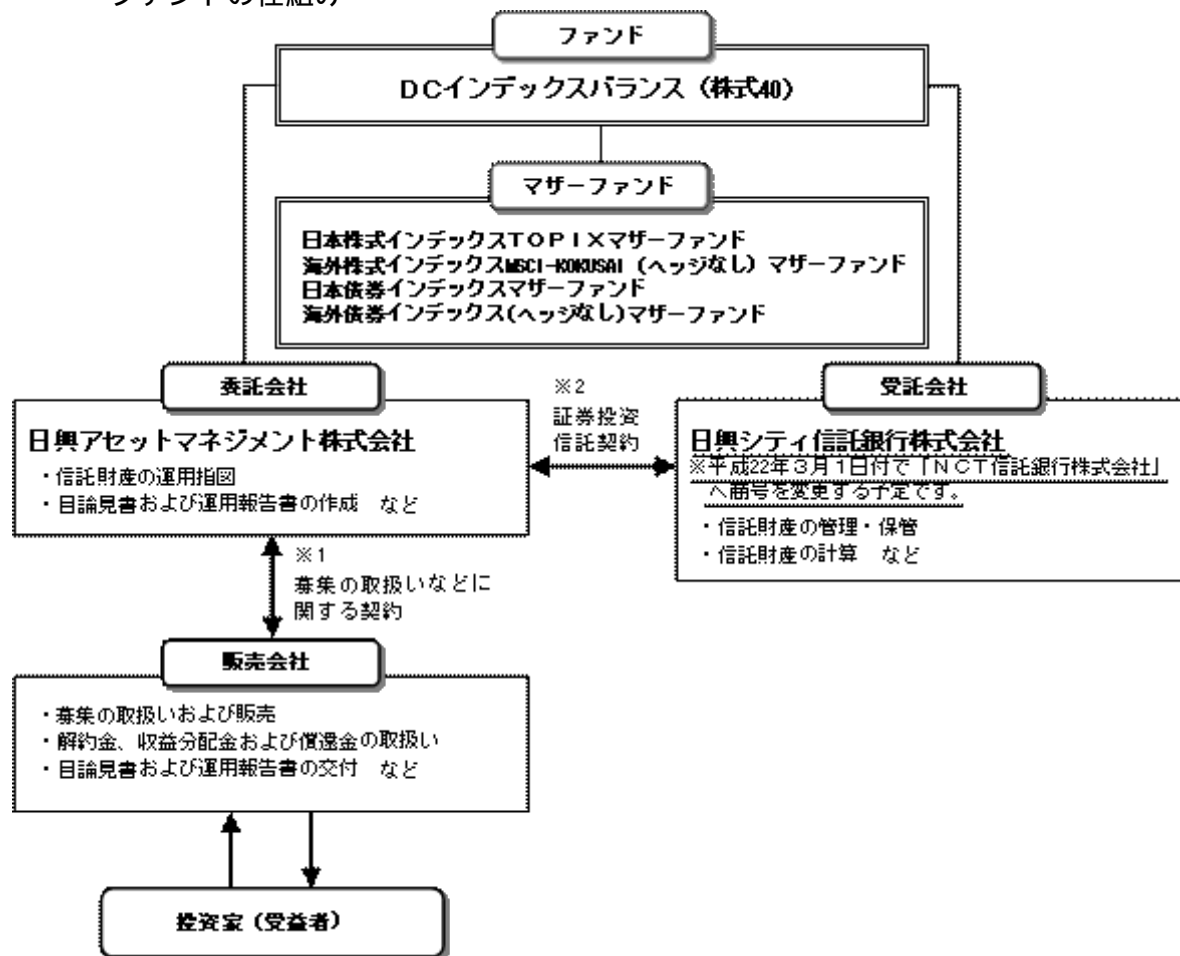 ファンドの仕組み
ファンド
DCインデックスバランス（株式40）
マザーファンド
日本株式インデックスTOPIXマザーファンド
海外株式インデックスMSCI-KOKUSAI（ヘッジなし）マザーファンド
日本債券インデックスマザーファンド
海外債券インデックス(ヘッジなし)マザーファンド
委託会社
日興アセットマネジメント株式会社
・信託財産の運用指図
・目論見書および運用報告書の作成　など
※2
証券投資
信託契約
受託会社
日興シティ信託銀行株式会社
※平成22年3月1日付で「NCT信託銀行株式会社」
へ商号を変更する予定です。
・信託財産の管理・保管
・信託財産の計算　など
※1
募集の取扱いなどに
関する契約
販売会社
・募集の取扱いおよび販売
・解約金、収益分配金および償還金の取扱い
・目論見書および運用報告書の交付　など
投資家（受益者）